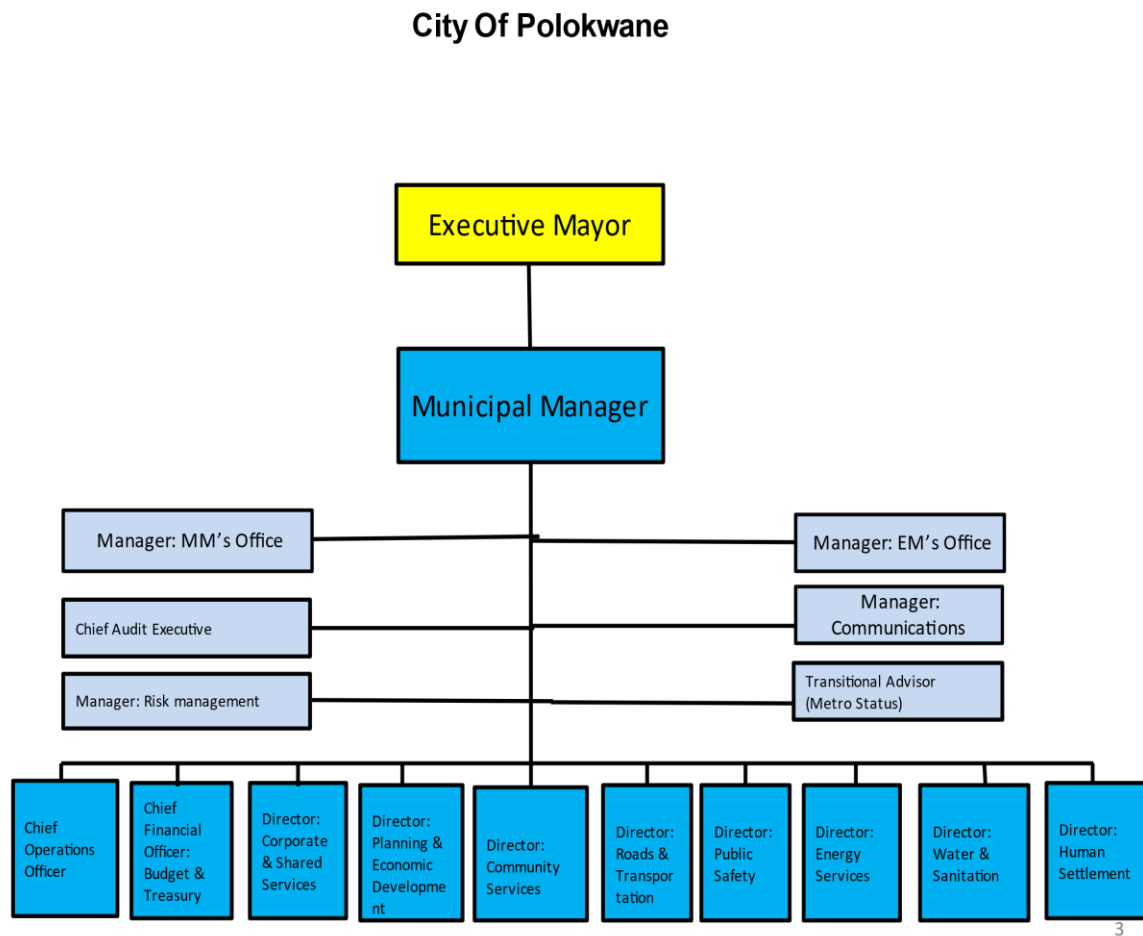 City Of Polokwane
Executive Mayor
Municipal Manager
Manager: MM's Office
Manager: EM's Office
Chief Audit Executive
Manager:
Communications
Manager: Risk management
Transitional Advisor
(Metro Status)
Chief
Operations
Officer
Chief
Financial
Officer:
Budget &
Treasury
Director:
Corporate
& Shared
Services
Director:
Planning &
Economic
Developme
nt
Director:
Community
Services
Director:
Roads &
Transpor
tation
Director:
Public
Safety
Director:
Energy
Services
Director:
Water &
Sanitation
Director:
Human
Settlement
3